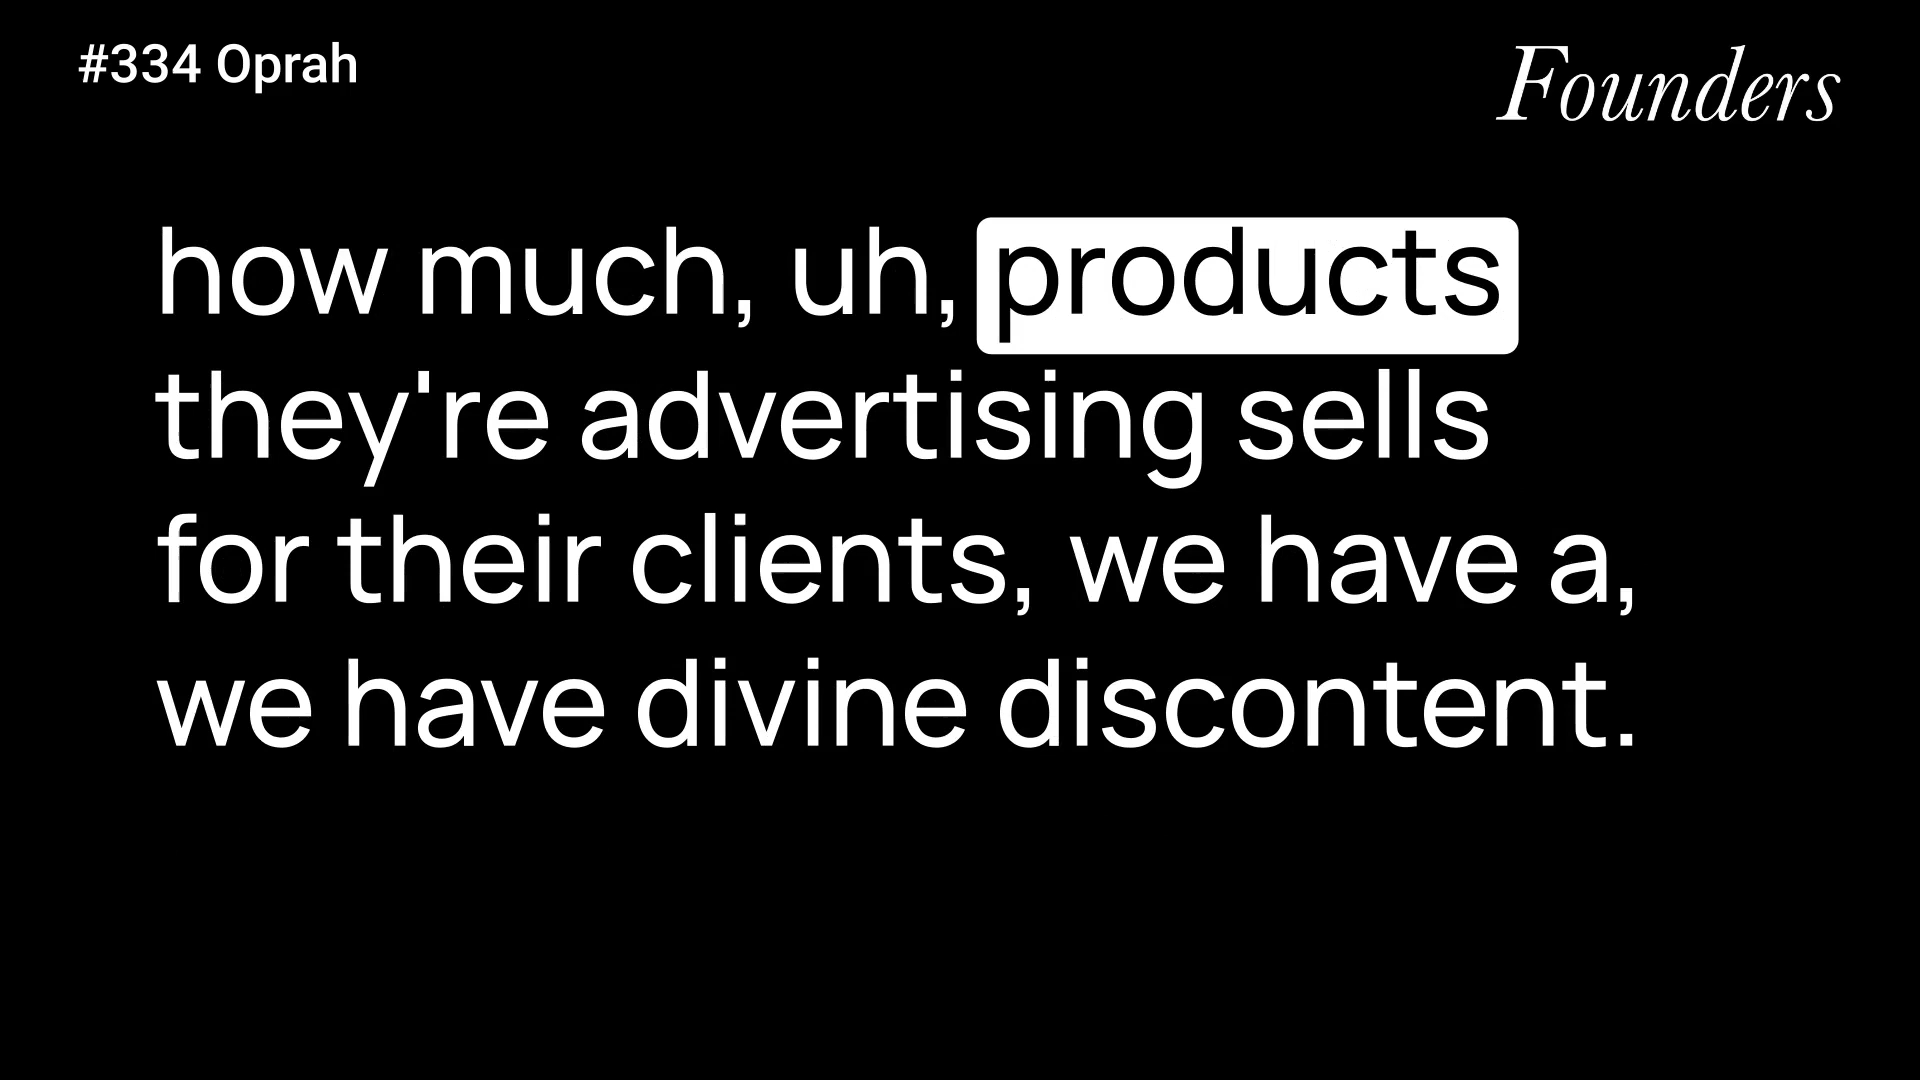 #334 Oprah
Founders
how much, uh, products
they're advertising sells
for their clients, we have a,
we have divine discontent.